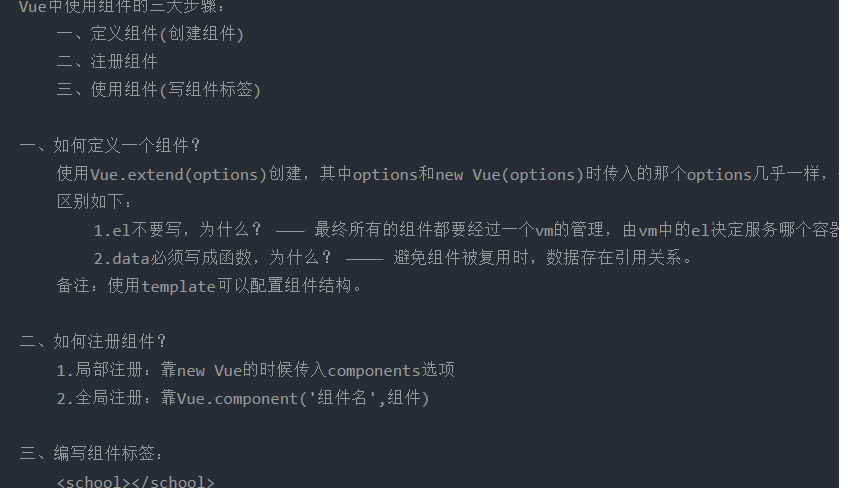 Vue中使用组件的三大步骤：
一、定义组件(创建组件)
二、注册组件
三、使用组件(写组件标签)
一、如何定义一个组件？
使用Vue.extend(options)创建，其中options和new Vue(options)时传入的那个options几乎一样，
区别如下：
1.el不要写，为什么？ ——— 最终所有的组件都要经过一个vm的管理，由vm中的el决定服务哪个容器
2.data必须写成函数，为什么？ ———— 避免组件被复用时，数据存在引用关系。
备注：使用template可以配置组件结构。
二、如何注册组件？
1.局部注册：靠new Vue的时候传入components选项
2.全局注册：靠Vue.component('组件名',组件)
三、编写组件标签：
<school></school>